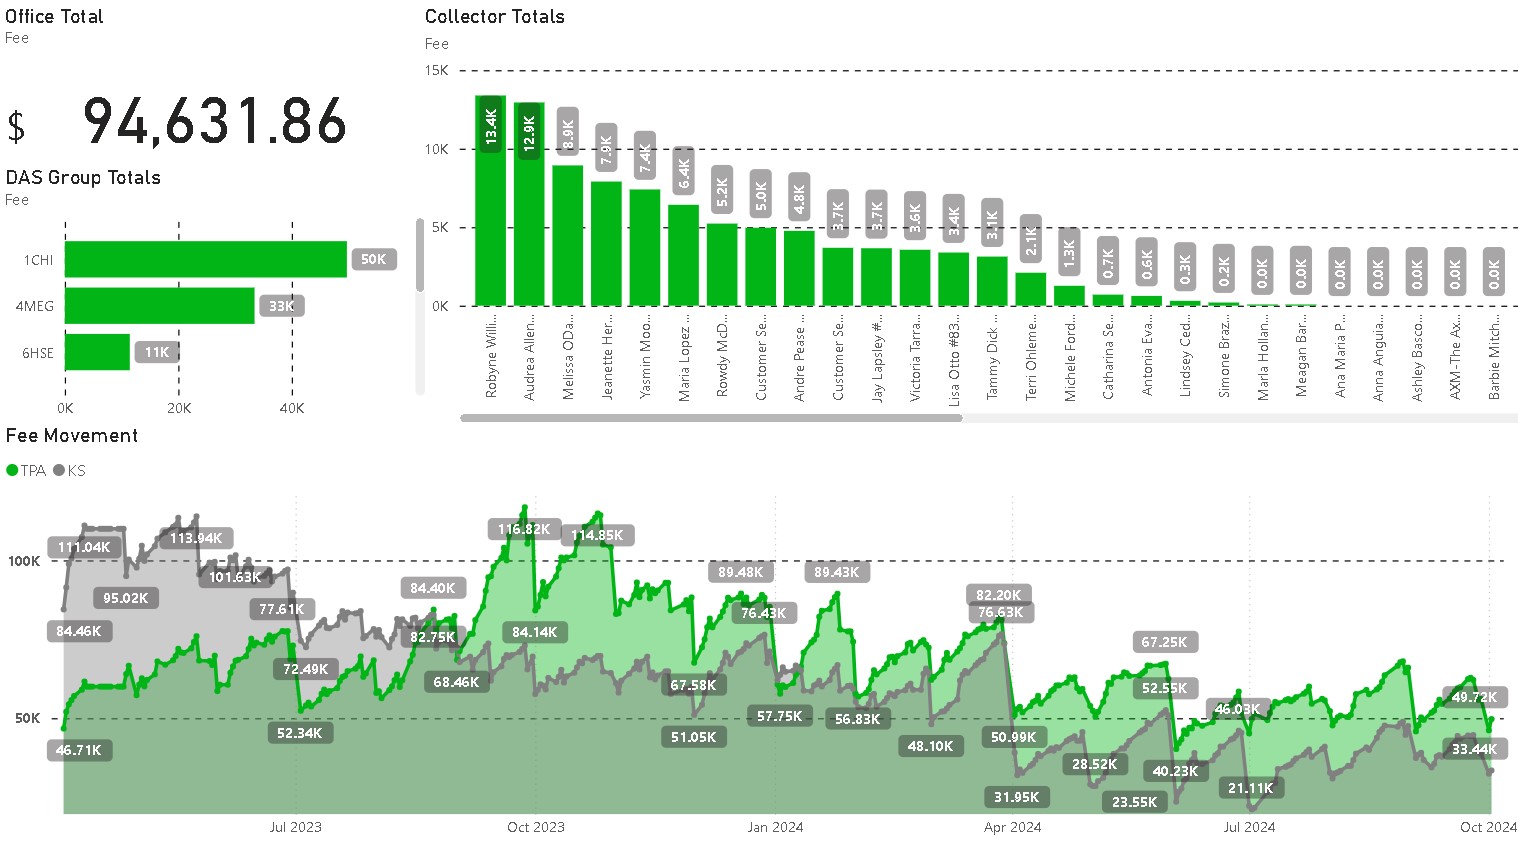 Office Total
Fee
$ 94,631.86
DAS Group Totals
Fee
1CHI 50K
4MEG 33K
6HSE 11K
0K 20K 40K
Collector Totals
Fee
15K
10K
5K
0K
13.4K
12.9K
8.9K
7.9K
7.4K
6.4K
5.2K
5.0K
4.8K
3.7K
3.7K
3.6K
3.4K
3.1K
2.1K
1.3K
0.7K
0.6K
0.3K
0.2K
0.0K
0.0K
0.0K
0.0K
0.0K
0.0K
0.0K
Robyne Willi...
Audrea Allen...
Melissa ODa...
Jeanette Her...
Yasmin Moo...
Maria Lopez ...
Rowdy McD...
Customer Se...
Andre Pease ...
Customer Se...
Jay Lapsley #...
Victoria Tarra...
Lisa Otto #83...
Tammy Dick ...
Terri Ohleme...
Michele Ford...
Catharina Se...
Antonia Eva...
Lindsey Ced...
Simone Braz...
Marla Hollan...
Meagan Bar...
Ana Maria P...
Anna Anguia...
Ashley Basco...
AXM-The Ax...
Barbie Mitch...
Fee Movement
TPA KS
100K
50K
111.04K
84.46K
46.71K
95.02K
113.94K
101.63K
77.61K
72.49K
52.34K
84.40K
82.75K
68.46K
116.82K
84.14K
114.85K
67.58K
51.05K
89.48K
76.43K
57.75K
89.43K
56.83K
48.10K
82.20K
76.63K
50.99K
31.95K
28.52K
23.55K
67.25K
52.55K
40.23K
46.03K
21.11K
49.72K
33.44K
Jul 2023 Oct 2023 Jan 2024 Apr 2024 Jul 2024 Oct 2024